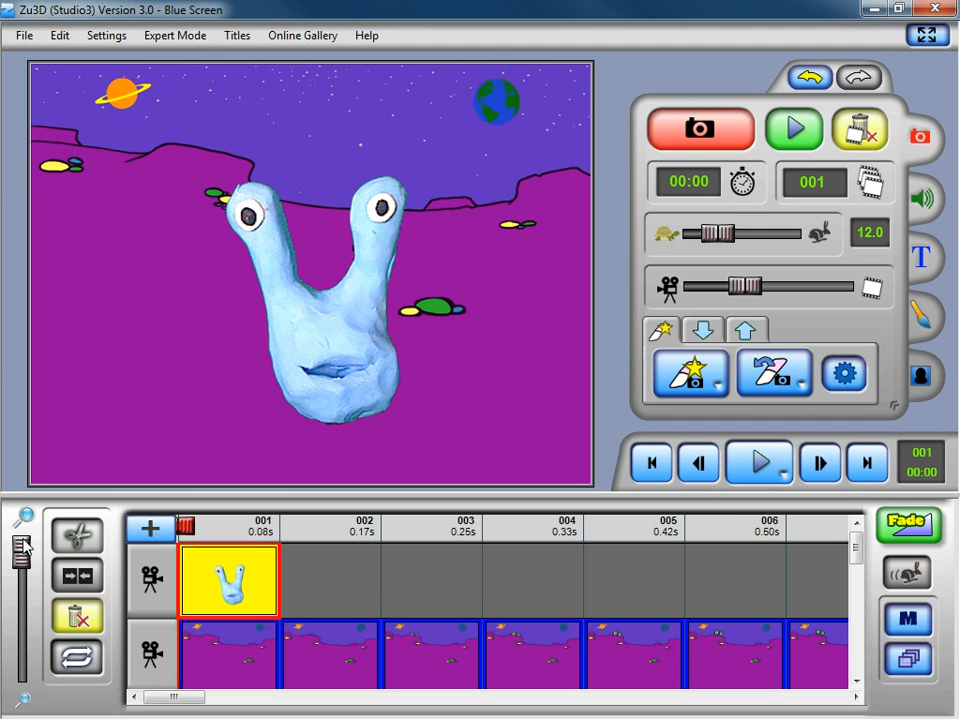 Zu3D (Studio3) Version 3.0 - Blue Screen
File Edit Settings Expert Mode Titles Online Gallery Help
00:00 001
12.0
T
001
00:00
Fade
001 002 003 004 005 006
0.08s 0.17s 0.25s 0.33s 0.42s 0.50s
M